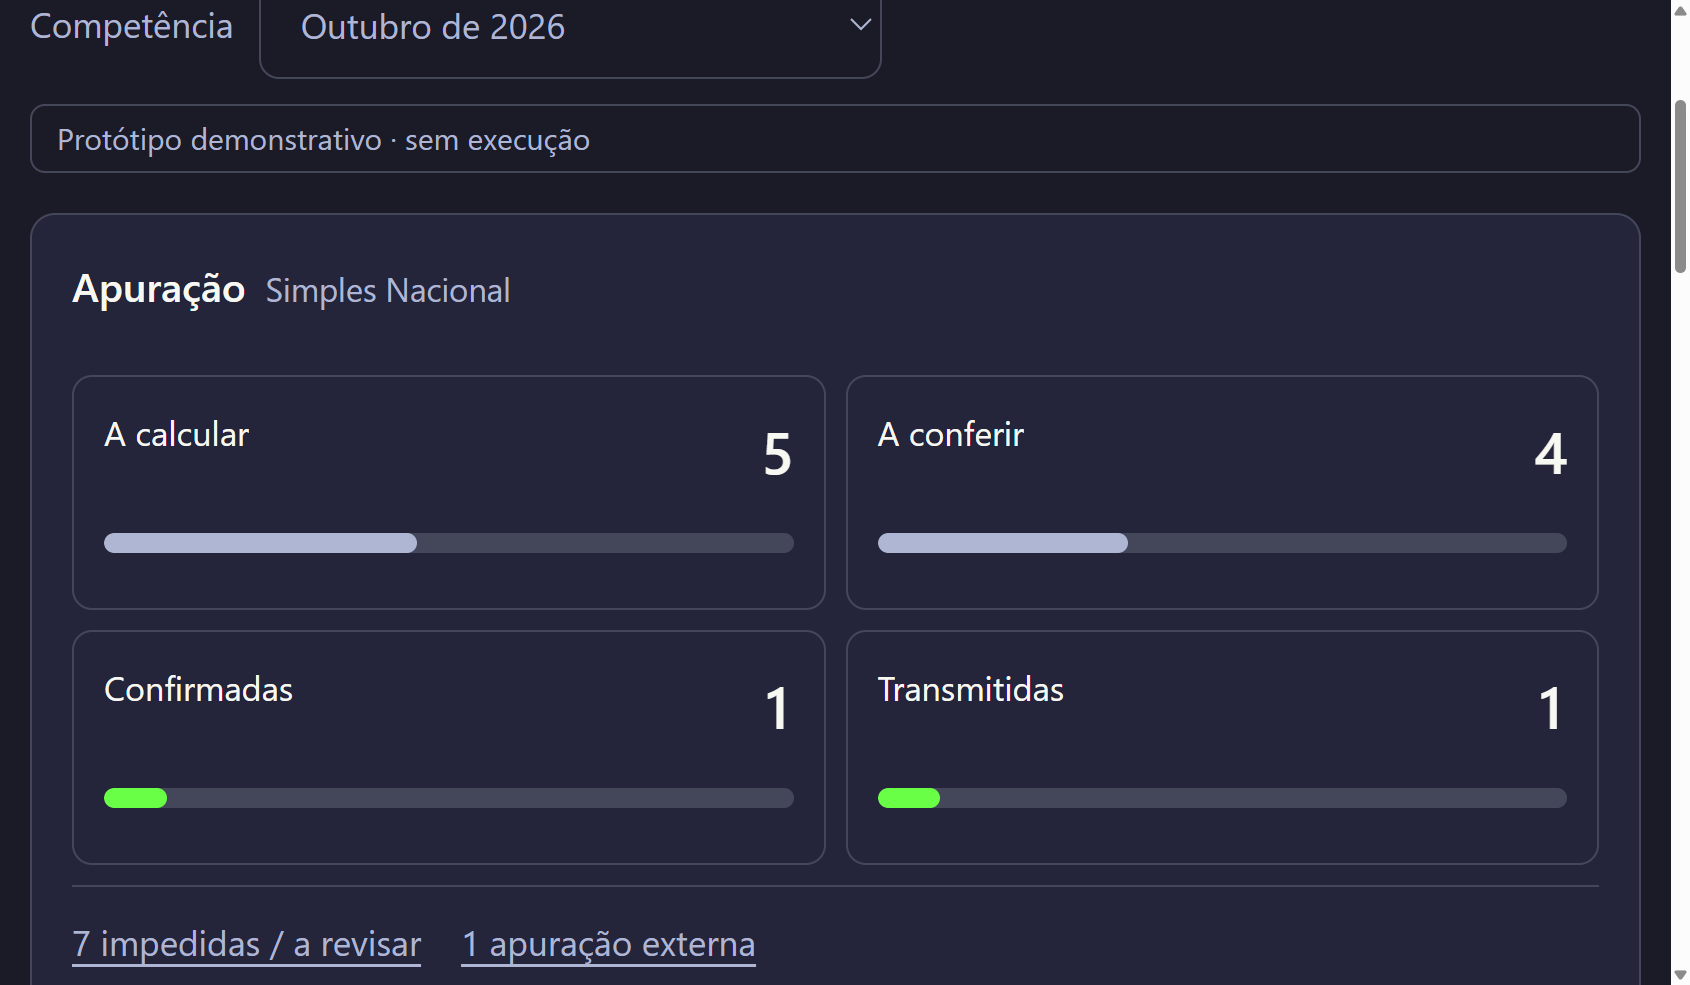 Competência
Outubro de 2026
Protótipo demonstrativo · sem execução
Apuração Simples Nacional
A calcular
5
A conferir
4
Confirmadas
1
Transmitidas
1
7 impedidas / a revisar
1 apuração externa